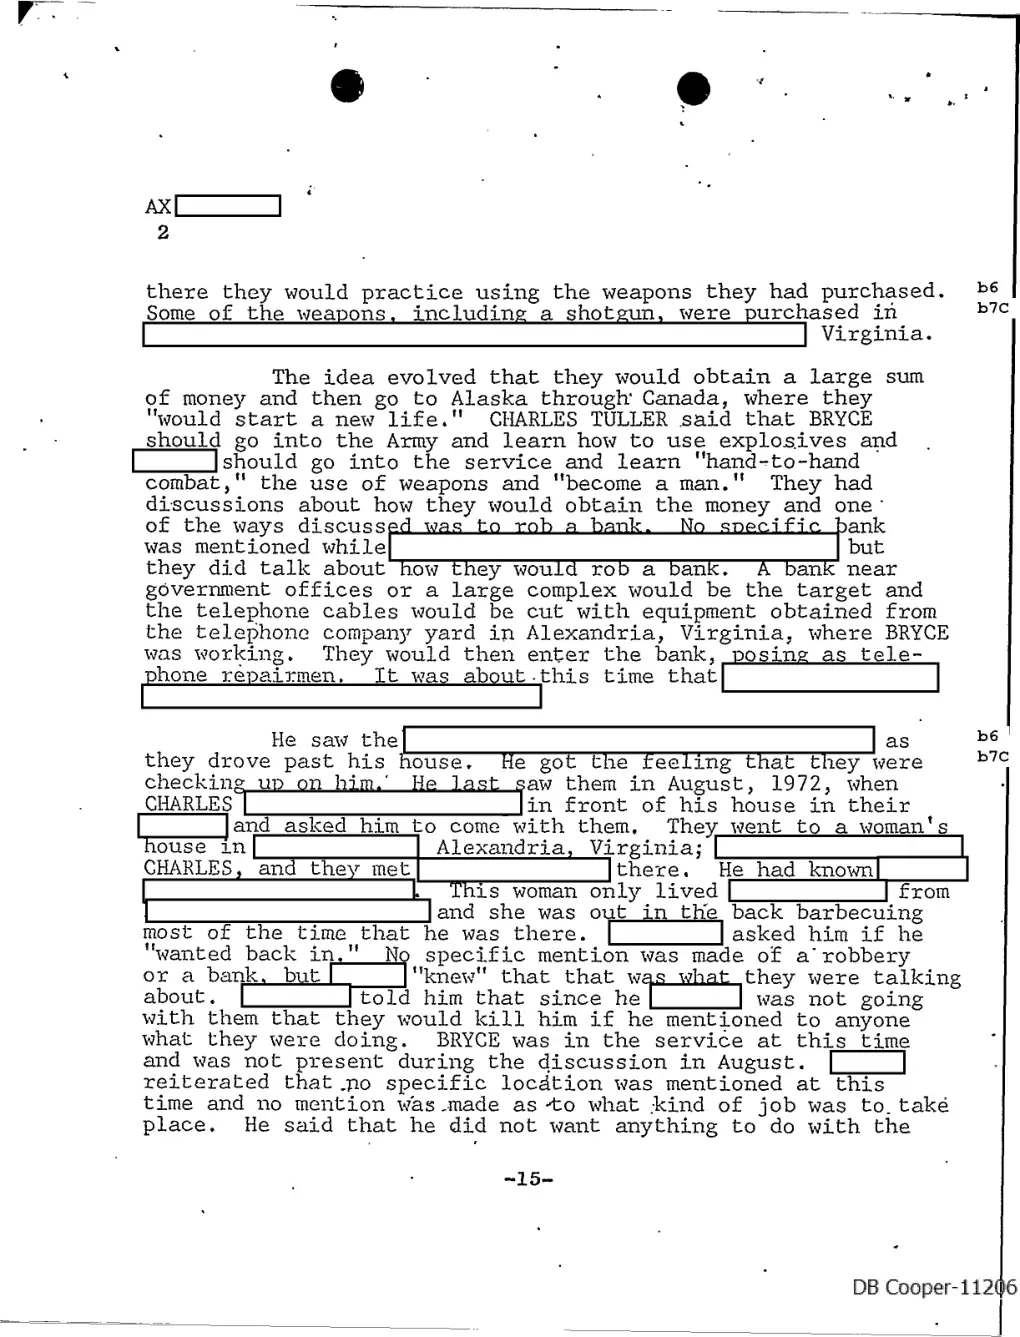 AX
2
there they would practice using the weapons they had purchased. b6
Some of the weapons, including a shotgun, were purchased in b7C
Virginia.
The idea evolved that they would obtain a large sum
of money and then go to Alaska through Canada, where they
"would start a new life." CHARLES TULLER said that BRYCE
should go into the Army and learn how to use explosives and
should go into the service and learn "hand-to-hand
combat," the use of weapons and "become a man." They had
discussions about how they would obtain the money and one
of the ways discussed was to rob a bank. No specific bank
was mentioned while but
they did talk about how they would rob a bank. A bank near
government offices or a large complex would be the target and
the telephone cables would be cut with equipment obtained from
the telephone company yard in Alexandria, Virginia, where BRYCE
was working. They would then enter the bank, posing as tele-
phone repairmen. It was about this time that
He saw the as b6
they drove past his house. He got the feeling that they were b7C
checking up on him. He last saw them in August, 1972, when
CHARLES in front of his house in their
and asked him to come with them. They went to a woman's
house in Alexandria, Virginia;
CHARLES, and they met there. He had known
. This woman only lived from
and she was out in the back barbecuing
most of the time that he was there. asked him if he
"wanted back in." No specific mention was made of a robbery
or a bank, but "knew" that that was what they were talking
about. told him that since he was not going
with them that they would kill him if he mentioned to anyone
what they were doing. BRYCE was in the service at this time
and was not present during the discussion in August.
reiterated that no specific location was mentioned at this
time and no mention was made as to what kind of job was to take
place. He said that he did not want anything to do with the
-15-
DB Cooper-11206